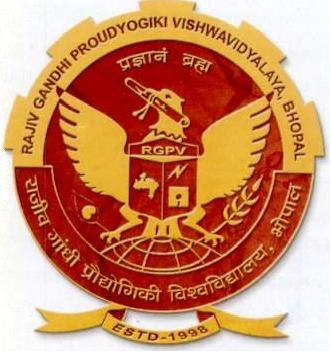 RAJIV GANDHI PROUDYOGIKI VISHWAVIDYALAYA, BHOPAL
प्रज्ञानं ब्रह्म
RGPV
राजीव गांधी प्रौद्योगिकी विश्वविद्यालय, भोपाल
ESTD-1998